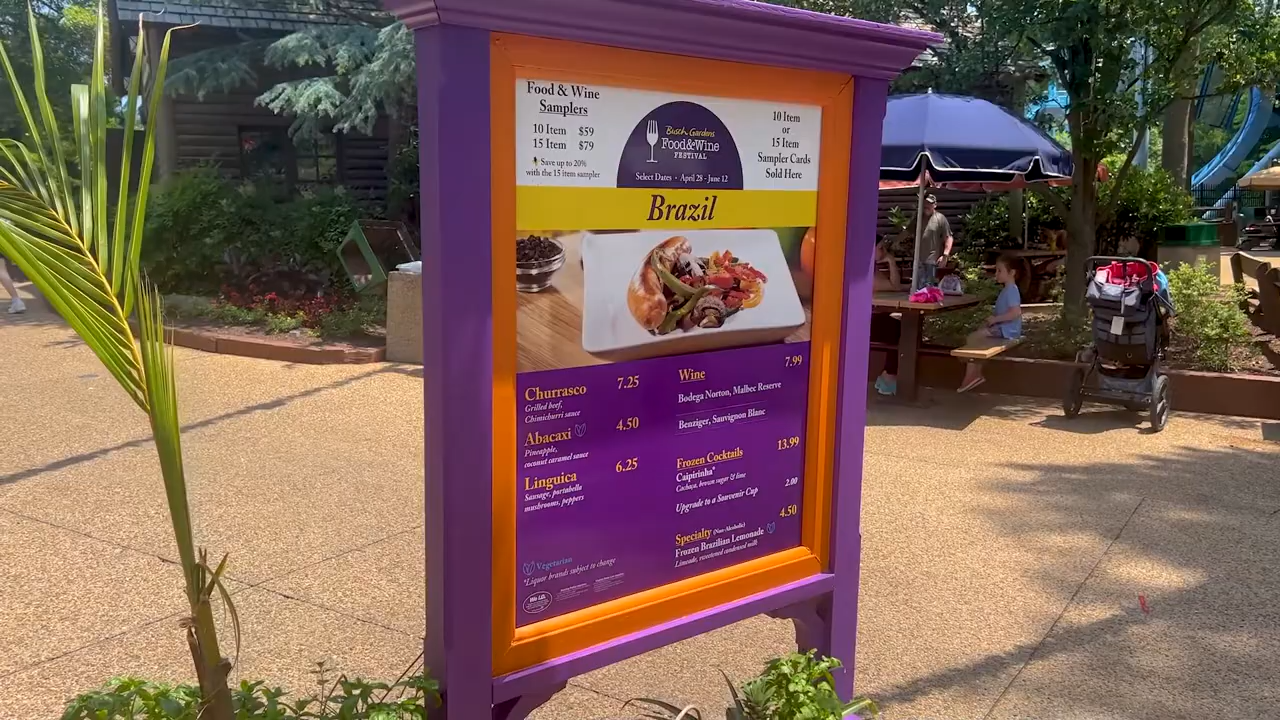 Food & Wine
Samplers
10 Item $59
15 Item $79
Save up to 20%
with the 15 item sampler
Busch Gardens
Food&Wine
FESTIVAL
Select Dates • April 28 - June 12
10 Item
or
15 Item
Sampler Cards
Sold Here
Brazil
Churrasco 7.25
Grilled beef,
Chimichurri sauce
Abacaxi 4.50
Pineapple,
coconut caramel sauce
Linguica 6.25
Sausage, portabella
mushrooms, peppers
Wine 7.99
Bodega Norton, Malbec Reserve
Benziger, Sauvignon Blanc
Frozen Cocktails 13.99
Caipirinha*
Cachaça, brown sugar & lime
Upgrade to a Souvenir Cup 2.00
Specialty (Non-Alcoholic) 4.50
Frozen Brazilian Lemonade
Limeade, sweetened condensed milk
Vegetarian
*Liquor brands subject to change